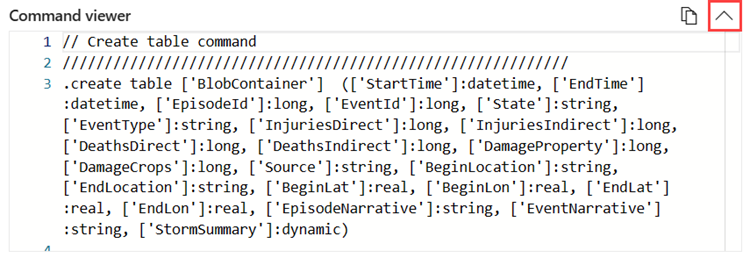 Command viewer
1 // Create table command
2 ////////////////////////////////////////////////////////////
3 .create table ['BlobContainer']  (['StartTime']:datetime, ['EndTime']
:datetime, ['EpisodeId']:long, ['EventId']:long, ['State']:string,
['EventType']:string, ['InjuriesDirect']:long, ['InjuriesIndirect']:long,
['DeathsDirect']:long, ['DeathsIndirect']:long, ['DamageProperty']:long,
['DamageCrops']:long, ['Source']:string, ['BeginLocation']:string,
['EndLocation']:string, ['BeginLat']:real, ['BeginLon']:real, ['EndLat']
:real, ['EndLon']:real, ['EpisodeNarrative']:string, ['EventNarrative']
:string, ['StormSummary']:dynamic)
4